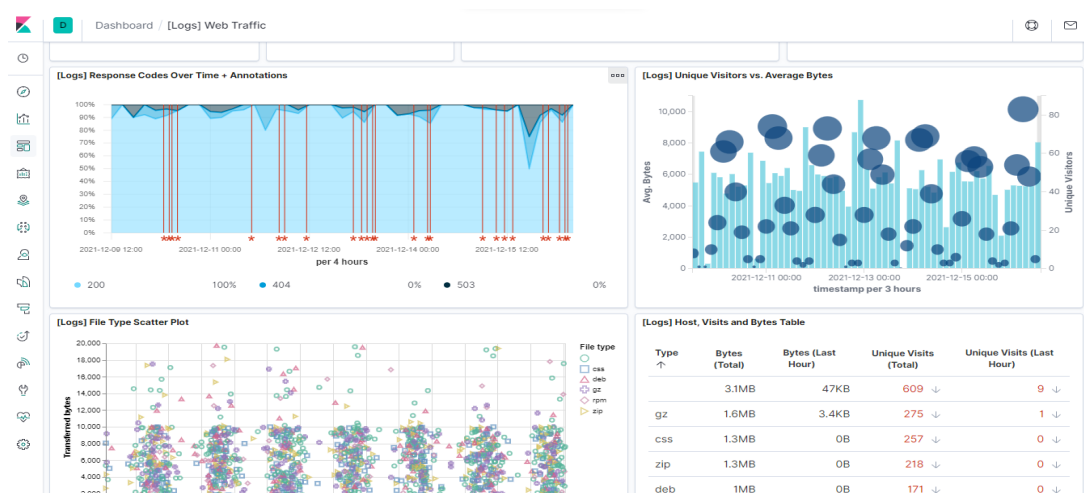 D Dashboard / [Logs] Web Traffic
[Logs] Response Codes Over Time + Annotations
100%
90%
80%
70%
60%
50%
40%
30%
20%
10%
0%
2021-12-09 12:00 2021-12-11 00:00 2021-12-12 12:00 2021-12-14 00:00 2021-12-15 12:00
per 4 hours
200 100% 404 0% 503 0%
[Logs] Unique Visitors vs. Average Bytes
Avg. Bytes
10,000
8,000
6,000
4,000
2,000
0
80
60
40
20
0
Unique Visitors
2021-12-11 00:00 2021-12-13 00:00 2021-12-15 00:00
timestamp per 3 hours
[Logs] File Type Scatter Plot
Transferred bytes
20,000
18,000
16,000
14,000
12,000
10,000
8,000
6,000
4,000
2,000
File type
css
deb
gz
rpm
zip
[Logs] Host, Visits and Bytes Table
Type Bytes (Total) Bytes (Last Hour) Unique Visits (Total) Unique Visits (Last Hour)
3.1MB 47KB 609 ↓ 9 ↓
gz 1.6MB 3.4KB 275 ↓ 1 ↓
css 1.3MB 0B 257 ↓ 0 ↓
zip 1.3MB 0B 218 ↓ 0 ↓
deb 1MB 0B 171 ↓ 0 ↓